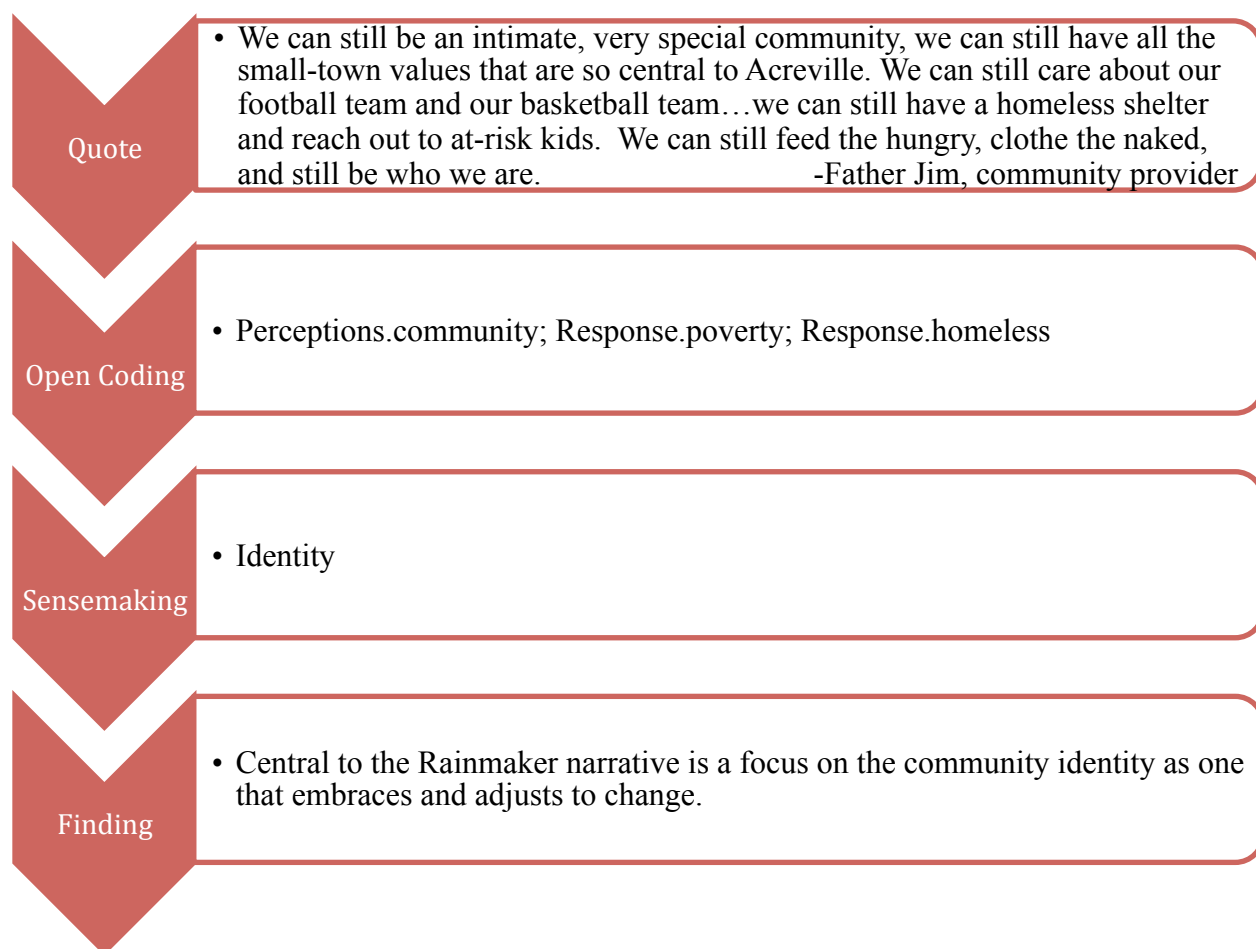 Quote
• We can still be an intimate, very special community, we can still have all the
small-town values that are so central to Acreville. We can still care about our
football team and our basketball team…we can still have a homeless shelter
and reach out to at-risk kids.  We can still feed the hungry, clothe the naked,
and still be who we are. -Father Jim, community provider
Open Coding
• Perceptions.community; Response.poverty; Response.homeless
Sensemaking
• Identity
Finding
• Central to the Rainmaker narrative is a focus on the community identity as one
that embraces and adjusts to change.